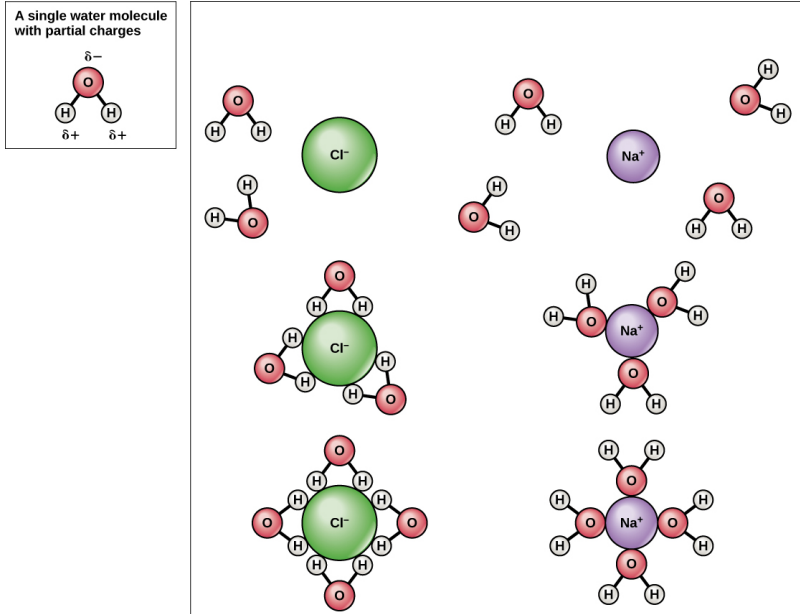 A single water molecule
with partial charges
δ−
O
H H
δ+ δ+
H
O O O
H H Cl⁻ H H Na⁺ H
H H
H O O H O
H H
O H
H H H O
H Cl⁻ H O Na⁺ H
O H O
H H O H H
O H H
H H O
H H H H
O Cl⁻ O O Na⁺ O
H H H H
H H O
O H H